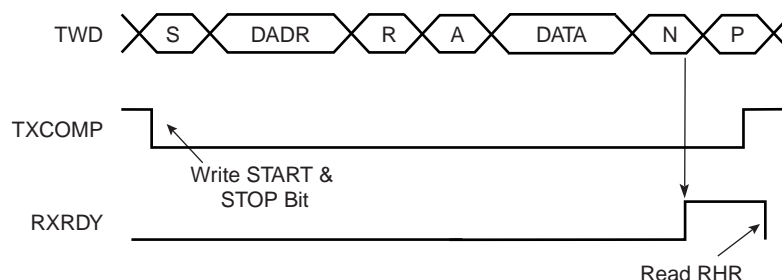 TWD S DADR R A DATA N P
TXCOMP
Write START &
STOP Bit
RXRDY
Read RHR